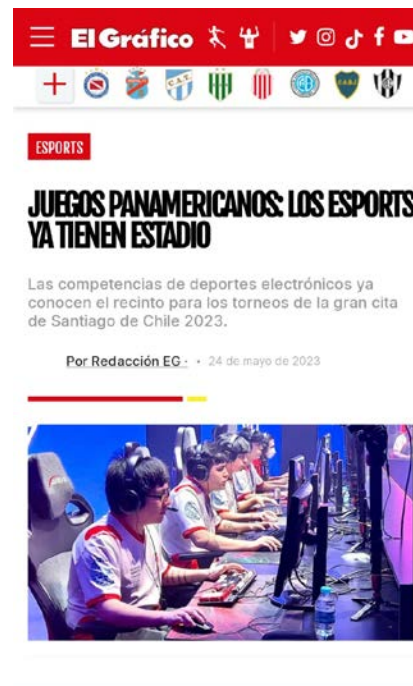 El Gráfico
ESPORTS
JUEGOS PANAMERICANOS: LOS ESPORTS
YA TIENEN ESTADIO
Las competencias de deportes electrónicos ya
conocen el recinto para los torneos de la gran cita
de Santiago de Chile 2023.
Por Redacción EG · • 24 de mayo de 2023